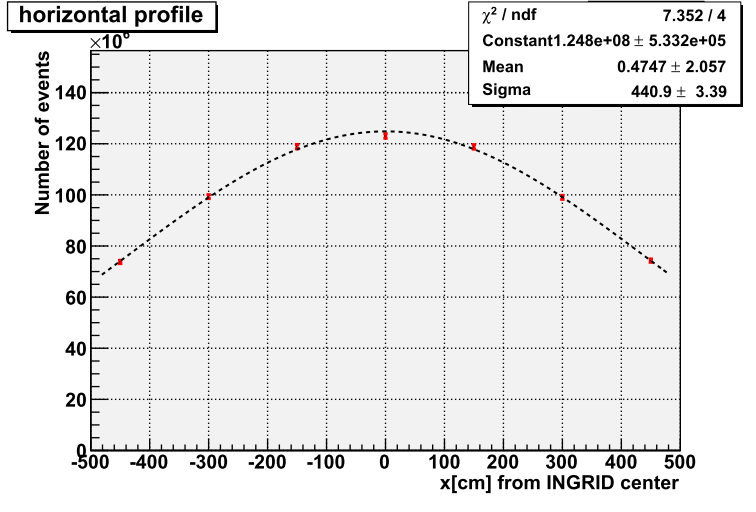 horizontal profile
χ² / ndf 7.352 / 4
Constant1.248e+08 ± 5.332e+05
Mean 0.4747 ± 2.057
Sigma 440.9 ± 3.39
×10⁶
Number of events
140
120
100
80
60
40
20
0
-500 -400 -300 -200 -100 0 100 200 300 400 500
x[cm] from INGRID center